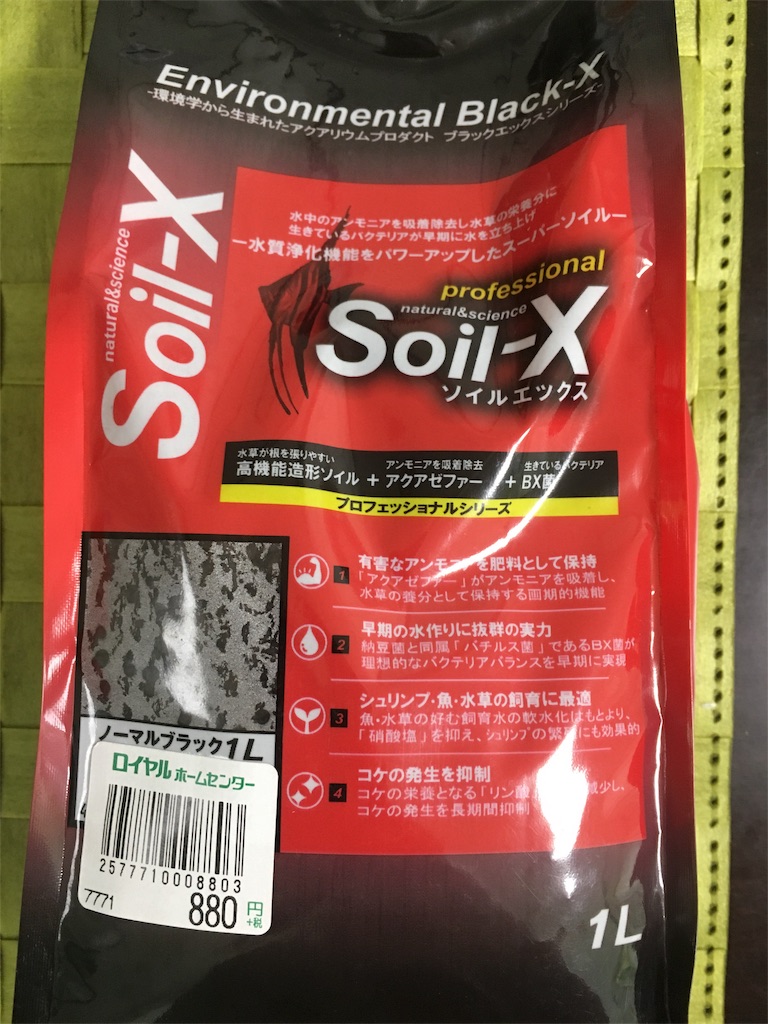 Environmental Black-X
-環境学から生まれたアクアリウムプロダクト ブラックエックスシリーズ-
natural&science
Soil-X
水中のアンモニアを吸着除去し水草の栄養分に
生きているバクテリアが早期に水を立ち上げ
ー水質浄化機能をパワーアップしたスーパーソイルー
professional
natural&science
Soil-X
ソイルエックス
水草が根を張りやすい アンモニアを吸着除去 生きているバクテリア
高機能造形ソイル + アクアゼファー + BX菌
プロフェッショナルシリーズ
1 有害なアンモニアを肥料として保持
「アクアゼファー」がアンモニアを吸着し、
水草の養分として保持する画期的機能
2 早期の水作りに抜群の実力
納豆菌と同属「バチルス菌」であるBX菌が
理想的なバクテリアバランスを早期に実現
3 シュリンプ・魚・水草の飼育に最適
魚・水草の好む飼育水の軟水化はもとより、
「硝酸塩」を抑え、シュリンプの繁殖にも効果的
4 コケの発生を抑制
コケの栄養となる「リン酸 減少し、
コケの発生を長期間抑制
ノーマルブラック1L
ロイヤルホームセンター
2577710008803
7771
880円
+税
1L